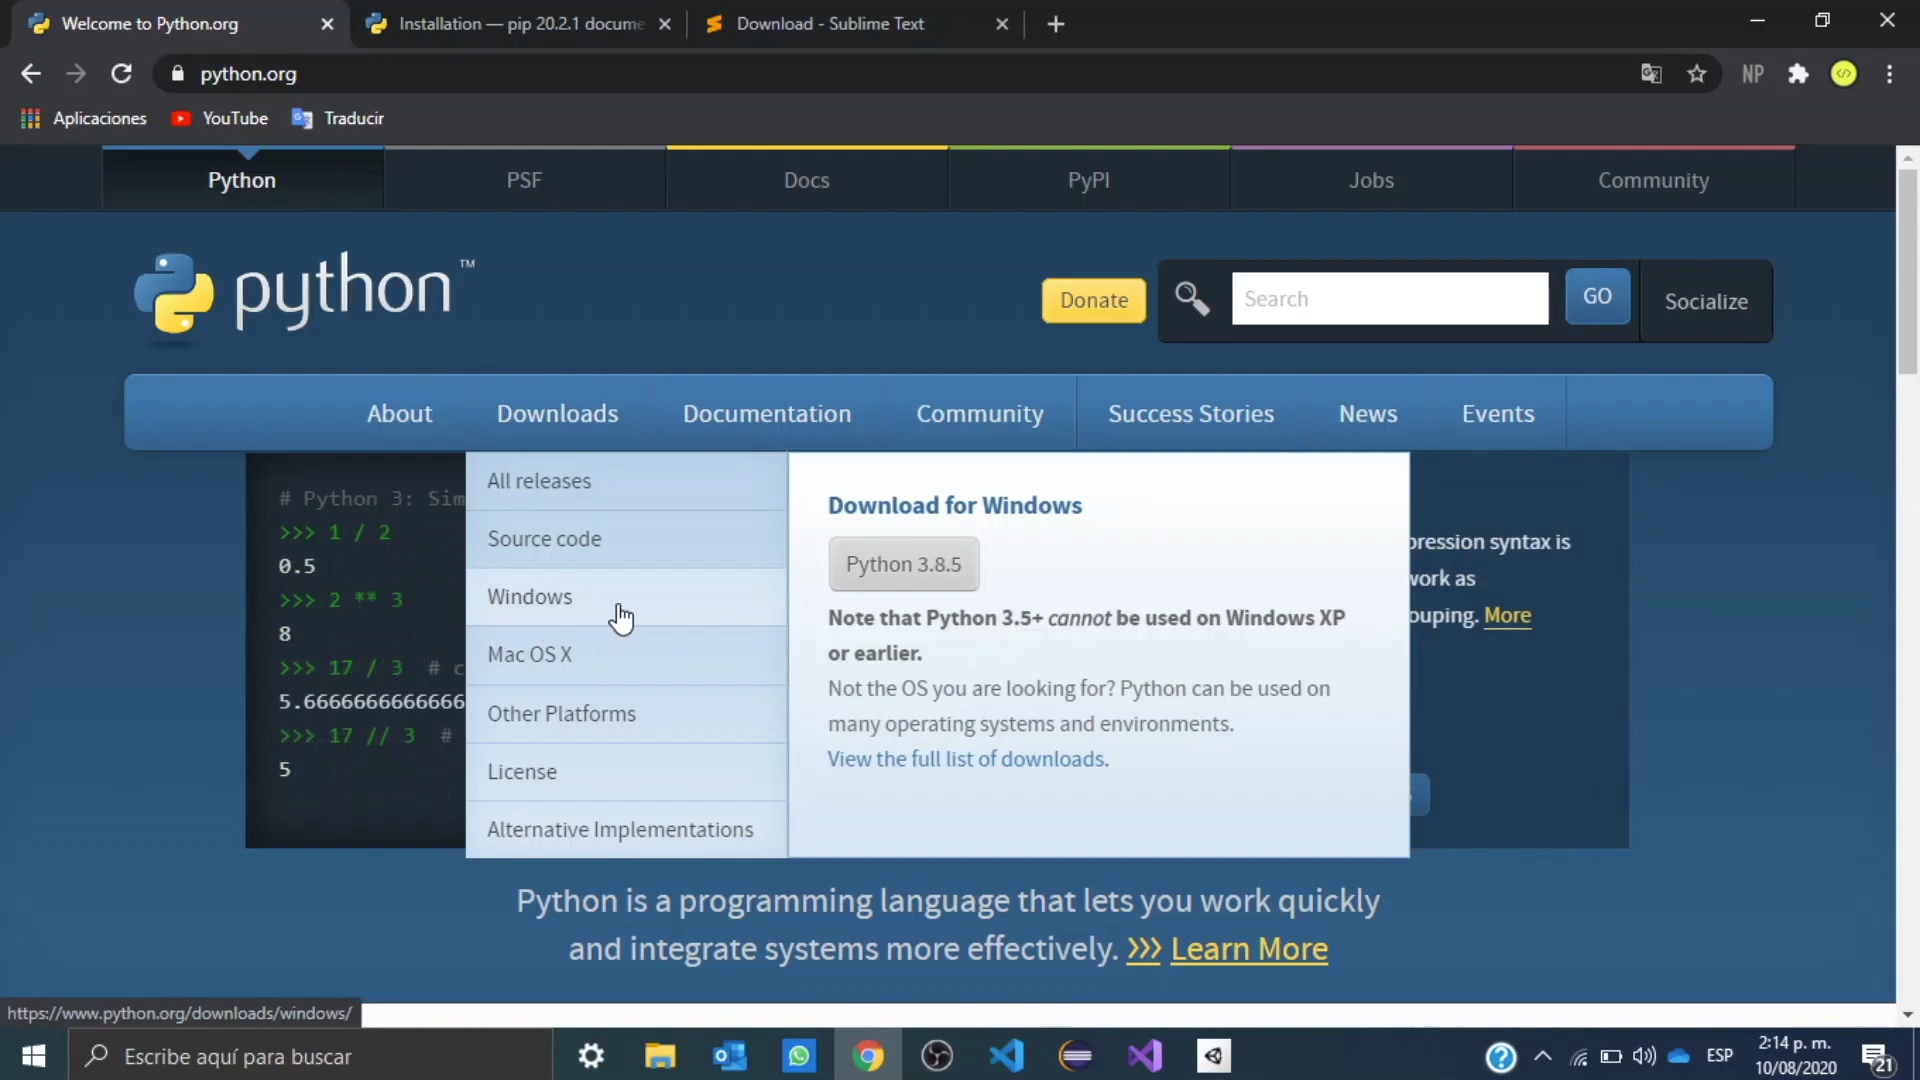 Welcome to Python.org
Installation — pip 20.2.1 docume
Download - Sublime Text
python.org
NP
Aplicaciones
YouTube
Traducir
Python
PSF
Docs
PyPI
Jobs
Community
python™
Donate
Search
GO
Socialize
About
Downloads
Documentation
Community
Success Stories
News
Events
# Python 3: Sim
>>> 1 / 2
0.5
>>> 2 ** 3
8
>>> 17 / 3  # c
5.6666666666666
>>> 17 // 3  #
5
All releases
Source code
Windows
Mac OS X
Other Platforms
License
Alternative Implementations
Download for Windows
Python 3.8.5
Note that Python 3.5+ cannot be used on Windows XP
or earlier.
Not the OS you are looking for? Python can be used on
many operating systems and environments.
View the full list of downloads.
pression syntax is
work as
ouping. More
Python is a programming language that lets you work quickly
and integrate systems more effectively. >>> Learn More
https://www.python.org/downloads/windows/
Escribe aquí para buscar
ESP
2:14 p. m.
10/08/2020
21